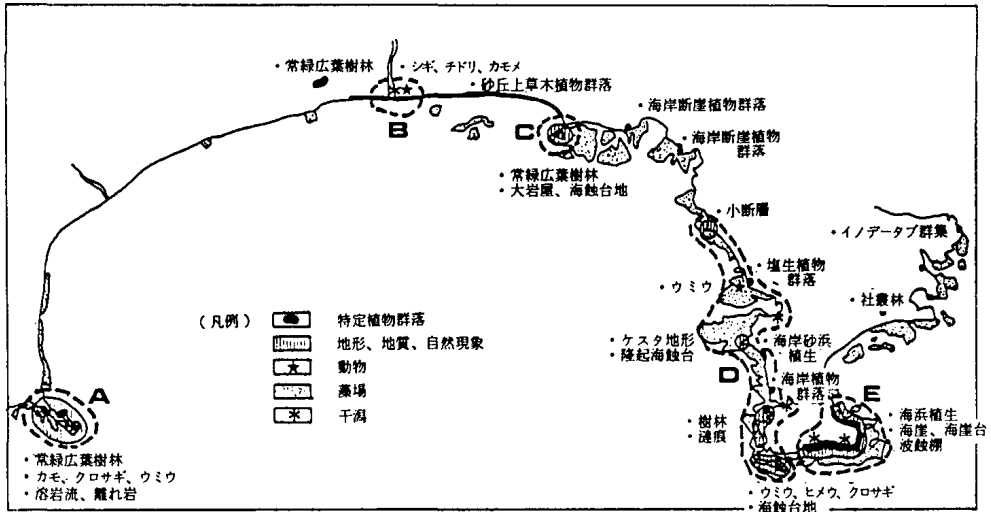 ・常緑広葉樹林
・シギ、チドリ、カモメ
・砂丘上草木植物群落
B
C
・海岸断崖植物群落
・海岸断崖植物
群落
・常緑広葉樹林
・大岩屋、海蝕台地
・小断層
・イノデータブ群集
・塩生植物
群落
・ウミウ
・社叢林
(凡例)
特定植物群落
地形、地質、自然現象
動物
藻場
干潟
・ケスタ地形
・隆起海蝕台
海岸砂浜
植生
D
海岸植物
群落
E
・樹林
・漣痕
・海浜植生
・海崖、海崖台
波蝕棚
A
・常緑広葉樹林
・カモ、クロサギ、ウミウ
・溶岩流、離れ岩
・ウミウ、ヒメウ、クロサギ
・海蝕台地